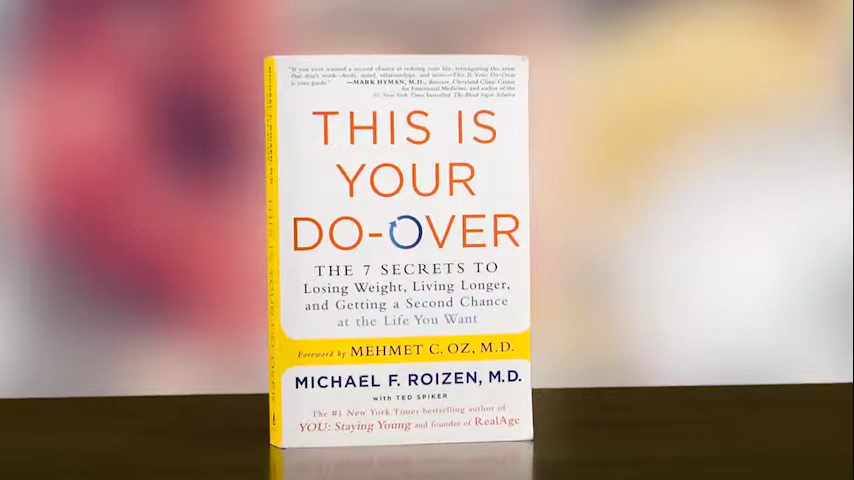 "If you ever wanted a second chance at redoing your life, reimagining the areas
that don't work—body, mind, relationships, and more—This Is Your Do-Over
is your guide." —MARK HYMAN, M.D., director, Cleveland Clinic Center
for Functional Medicine, and author of the
#1 New York Times bestseller The Blood Sugar Solution
THIS IS
YOUR
DO-OVER
THE 7 SECRETS TO
Losing Weight, Living Longer,
and Getting a Second Chance
at the Life You Want
Foreword by MEHMET C. OZ, M.D.
MICHAEL F. ROIZEN, M.D.
with TED SPIKER
The #1 New York Times bestselling author of
YOU: Staying Young and founder of RealAge
THIS IS YOUR DO-OVER